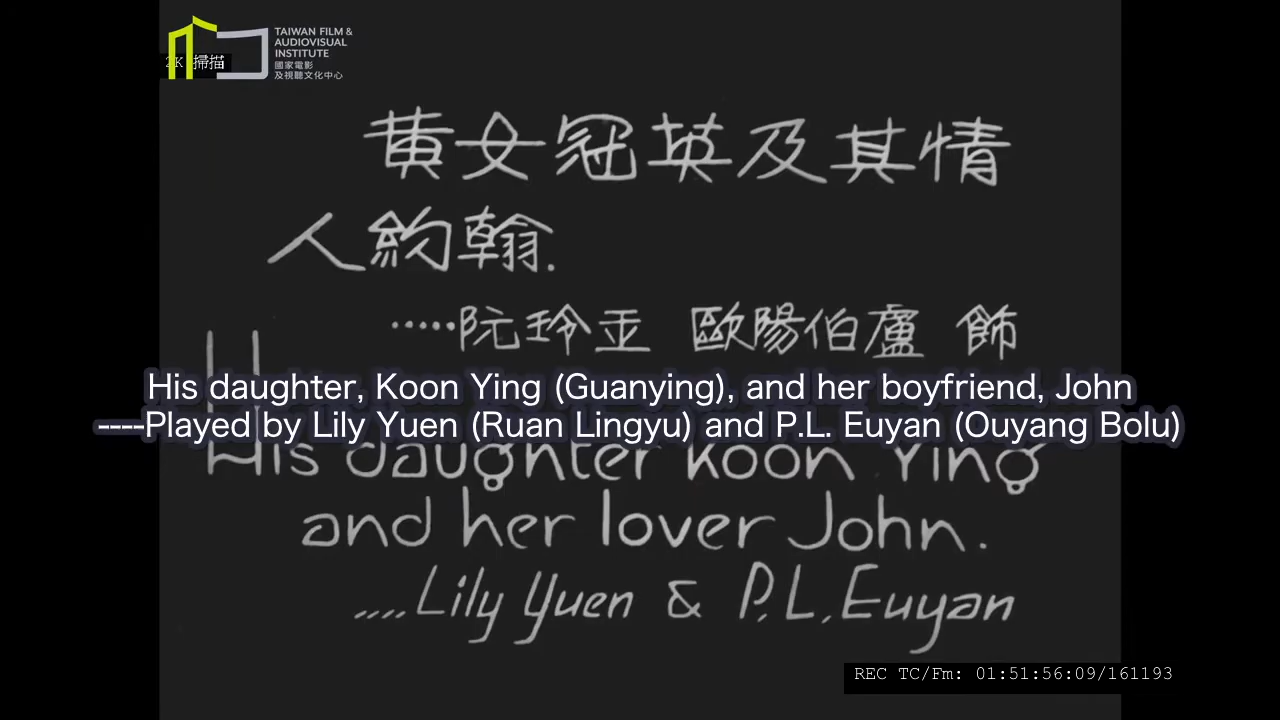 TAIWAN FILM &
AUDIOVISUAL
INSTITUTE
國家電影
及視聽文化中心
2K 掃描
黃女冠英及其情
人約翰.
.....阮玲玉 歐陽伯廬 飾
His daughter, Koon Ying (Guanying), and her boyfriend, John
----Played by Lily Yuen (Ruan Lingyu) and P.L. Euyan (Ouyang Bolu)
His daughter Koon Ying
and her lover John.
....Lily Yuen & P.L.Euyan
REC TC/Fm: 01:51:56:09/161193